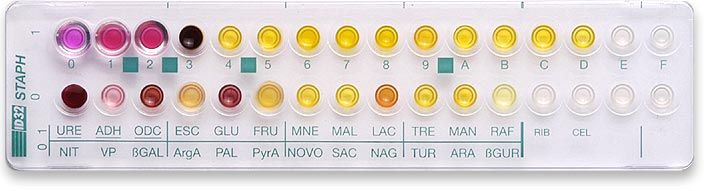 1
0 1 2 3 4 5 6 7 8 9 A B C D E F
ID32 STAPH
0
1 0
URE ADH ODC ESC GLU FRU MNE MAL LAC TRE MAN RAF RIB CEL
NIT VP βGAL ArgA PAL PyrA NOVO SAC NAG TUR ARA βGUR